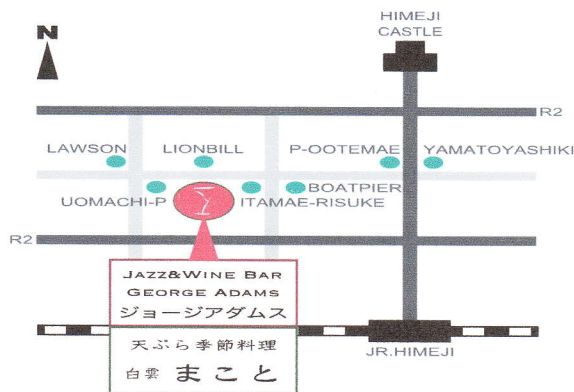 HIMEJI
CASTLE
N
R2
LAWSON
LIONBILL
P-OOTEMAE
YAMATOYASHIKI
UOMACHI-P
ITAMAE-RISUKE
BOATPIER
R2
JAZZ&WINE BAR
GEORGE ADAMS
ジョージアダムス
天ぷら季節料理
白雲 まこと
JR.HIMEJI